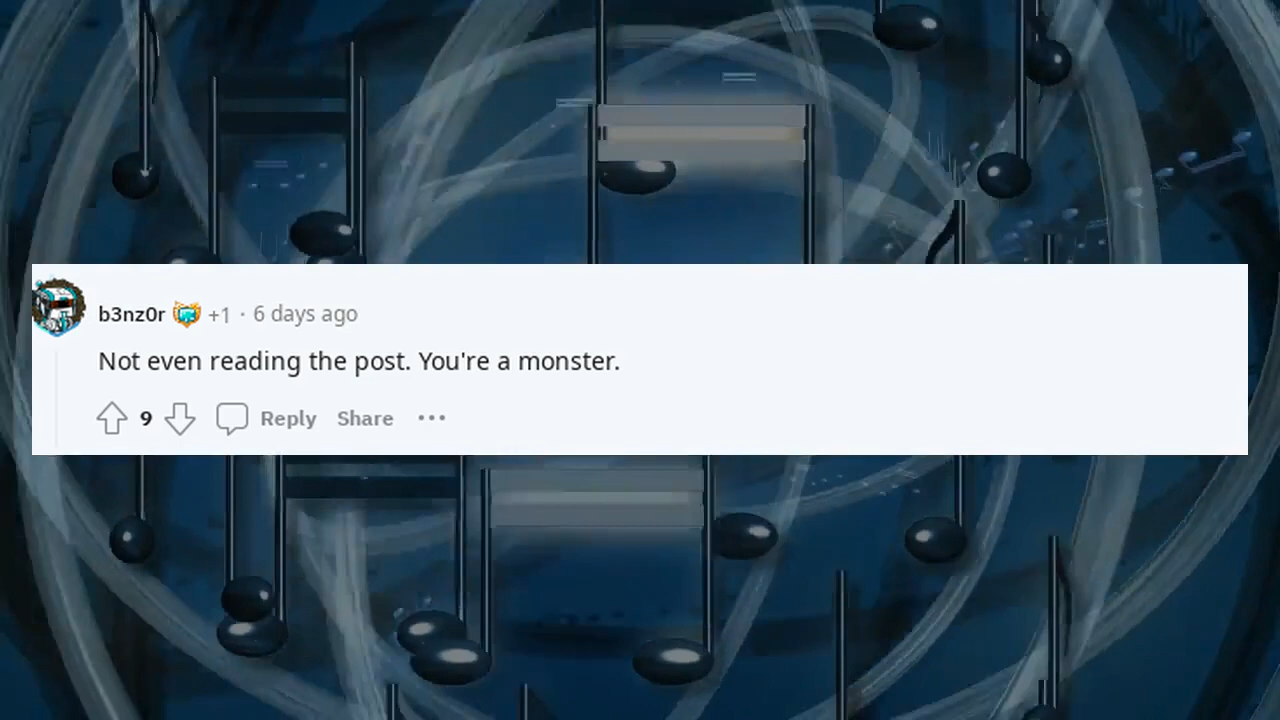 b3nz0r +1 · 6 days ago
Not even reading the post. You're a monster.
9 Reply Share ···